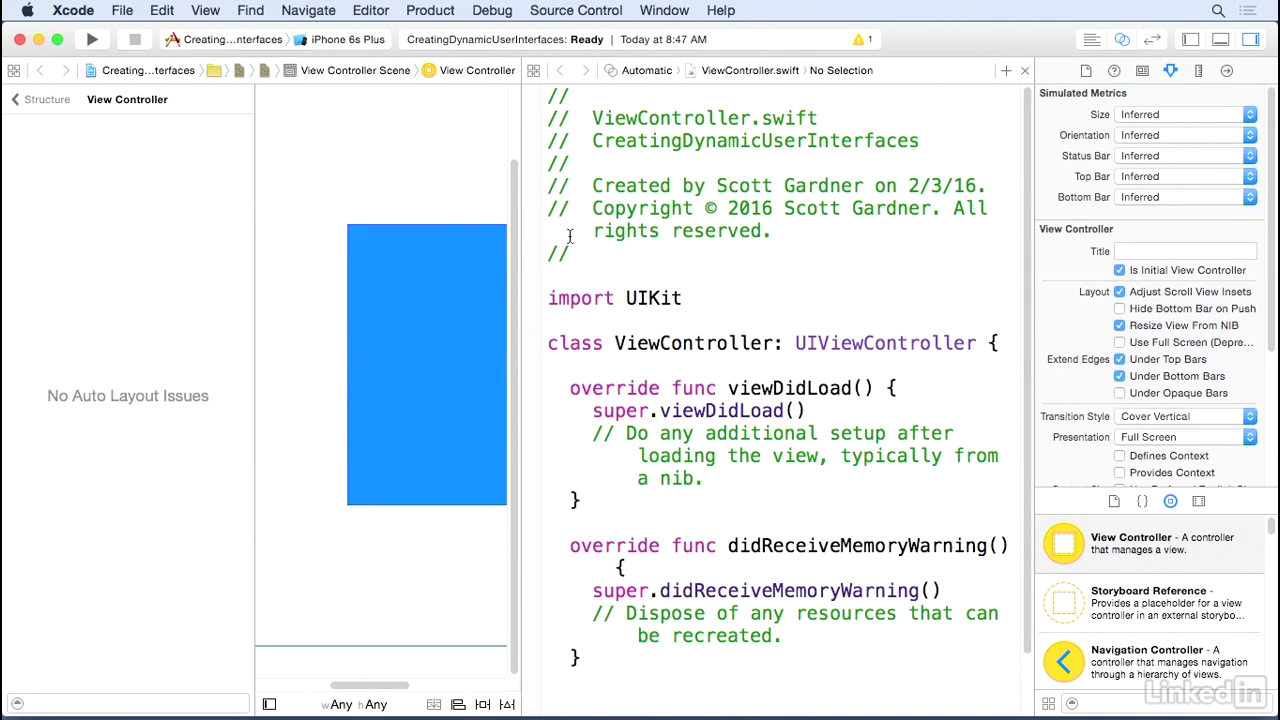 Xcode File Edit View Find Navigate Editor Product Debug Source Control Window Help
Creating...nterfaces iPhone 6s Plus CreatingDynamicUserInterfaces: Ready Today at 8:47 AM 1
Creating...terfaces View Controller Scene View Controller Automatic ViewController.swift No Selection
Structure View Controller
No Auto Layout Issues
wAny hAny
//
// ViewController.swift
// CreatingDynamicUserInterfaces
//
// Created by Scott Gardner on 2/3/16.
// Copyright © 2016 Scott Gardner. All
rights reserved.
//
import UIKit
class ViewController: UIViewController {
override func viewDidLoad() {
super.viewDidLoad()
// Do any additional setup after
loading the view, typically from
a nib.
}
override func didReceiveMemoryWarning()
{
super.didReceiveMemoryWarning()
// Dispose of any resources that can
be recreated.
}
Simulated Metrics
Size Inferred
Orientation Inferred
Status Bar Inferred
Top Bar Inferred
Bottom Bar Inferred
View Controller
Title
Is Initial View Controller
Layout Adjust Scroll View Insets
Hide Bottom Bar on Push
Resize View From NIB
Use Full Screen (Depre...
Extend Edges Under Top Bars
Under Bottom Bars
Under Opaque Bars
Transition Style Cover Vertical
Presentation Full Screen
Defines Context
Provides Context
View Controller - A controller
that manages a view.
Storyboard Reference -
Provides a placeholder for a view
controller in an external storybo...
Navigation Controller - A
controller that manages navigation
through a hierarchy of views.
Linked in